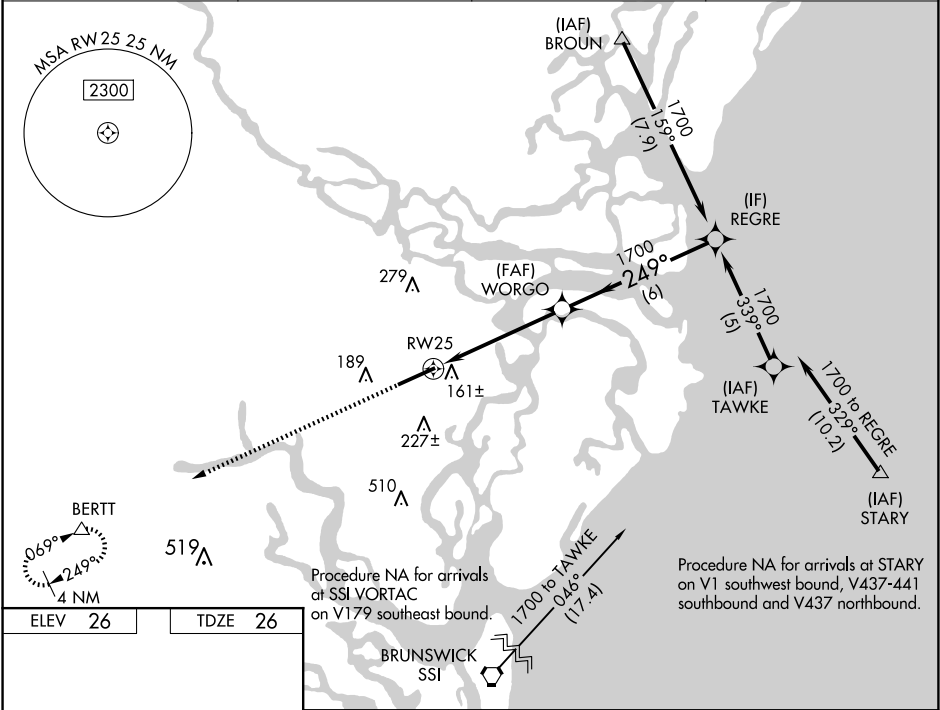 MSA RW25 25 NM
2300
(IAF)
BROUN
1700
159°
(7.9)
(IF)
REGRE
1700
249°
(6)
(FAF)
WORGO
279
RW25
189
161±
227±
510
519
1700
339°
(5)
(IAF)
TAWKE
1700 to REGRE
329°
(10.2)
(IAF)
STARY
BERTT
069°
249°
4 NM
Procedure NA for arrivals
at SSI VORTAC
on V179 southeast bound.
1700 to TAWKE
046°
(17.4)
Procedure NA for arrivals at STARY
on V1 southwest bound, V437-441
southbound and V437 northbound.
BRUNSWICK
SSI
ELEV 26
TDZE 26